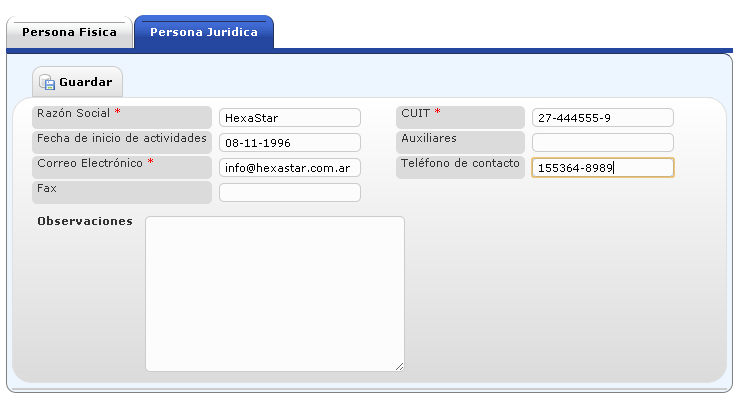 Persona Fisica Persona Juridica
Guardar
Razón Social * HexaStar CUIT * 27-444555-9
Fecha de inicio de actividades 08-11-1996 Auxiliares
Correo Electrónico * info@hexastar.com.ar Teléfono de contacto 155364-8989
Fax
Observaciones